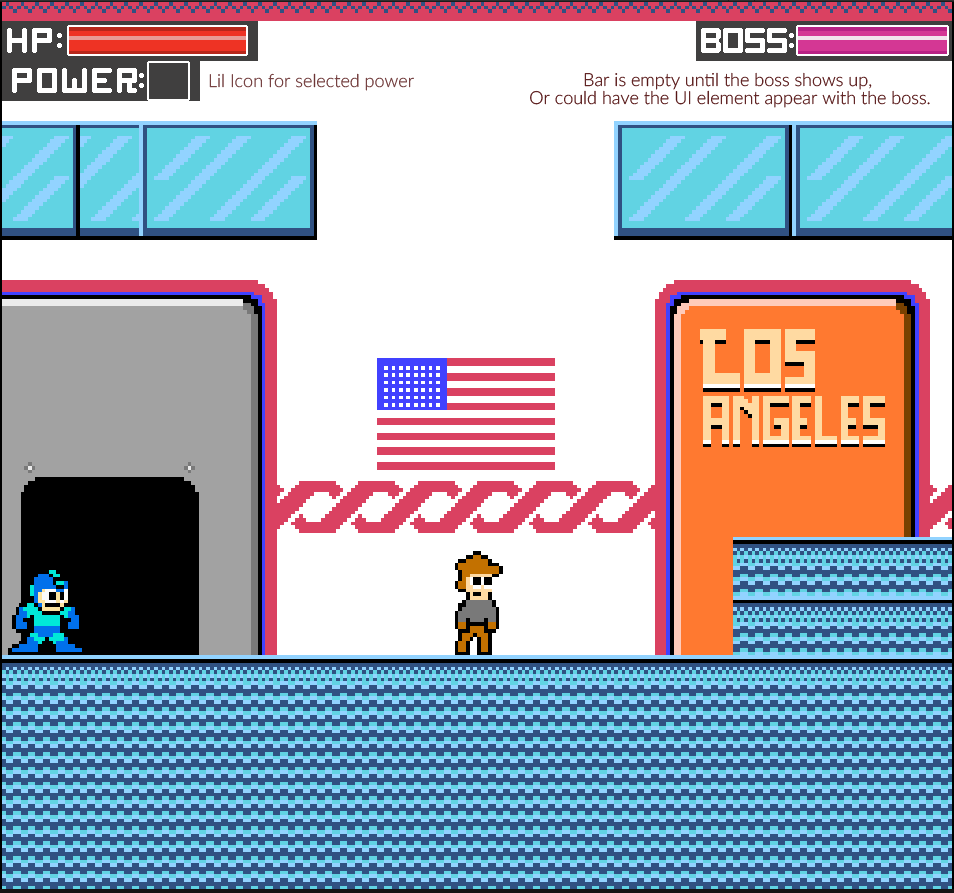 HP:
BOSS:
POWER:
Lil Icon for selected power
Bar is empty until the boss shows up,
Or could have the UI element appear with the boss.
LOS
ANGELES